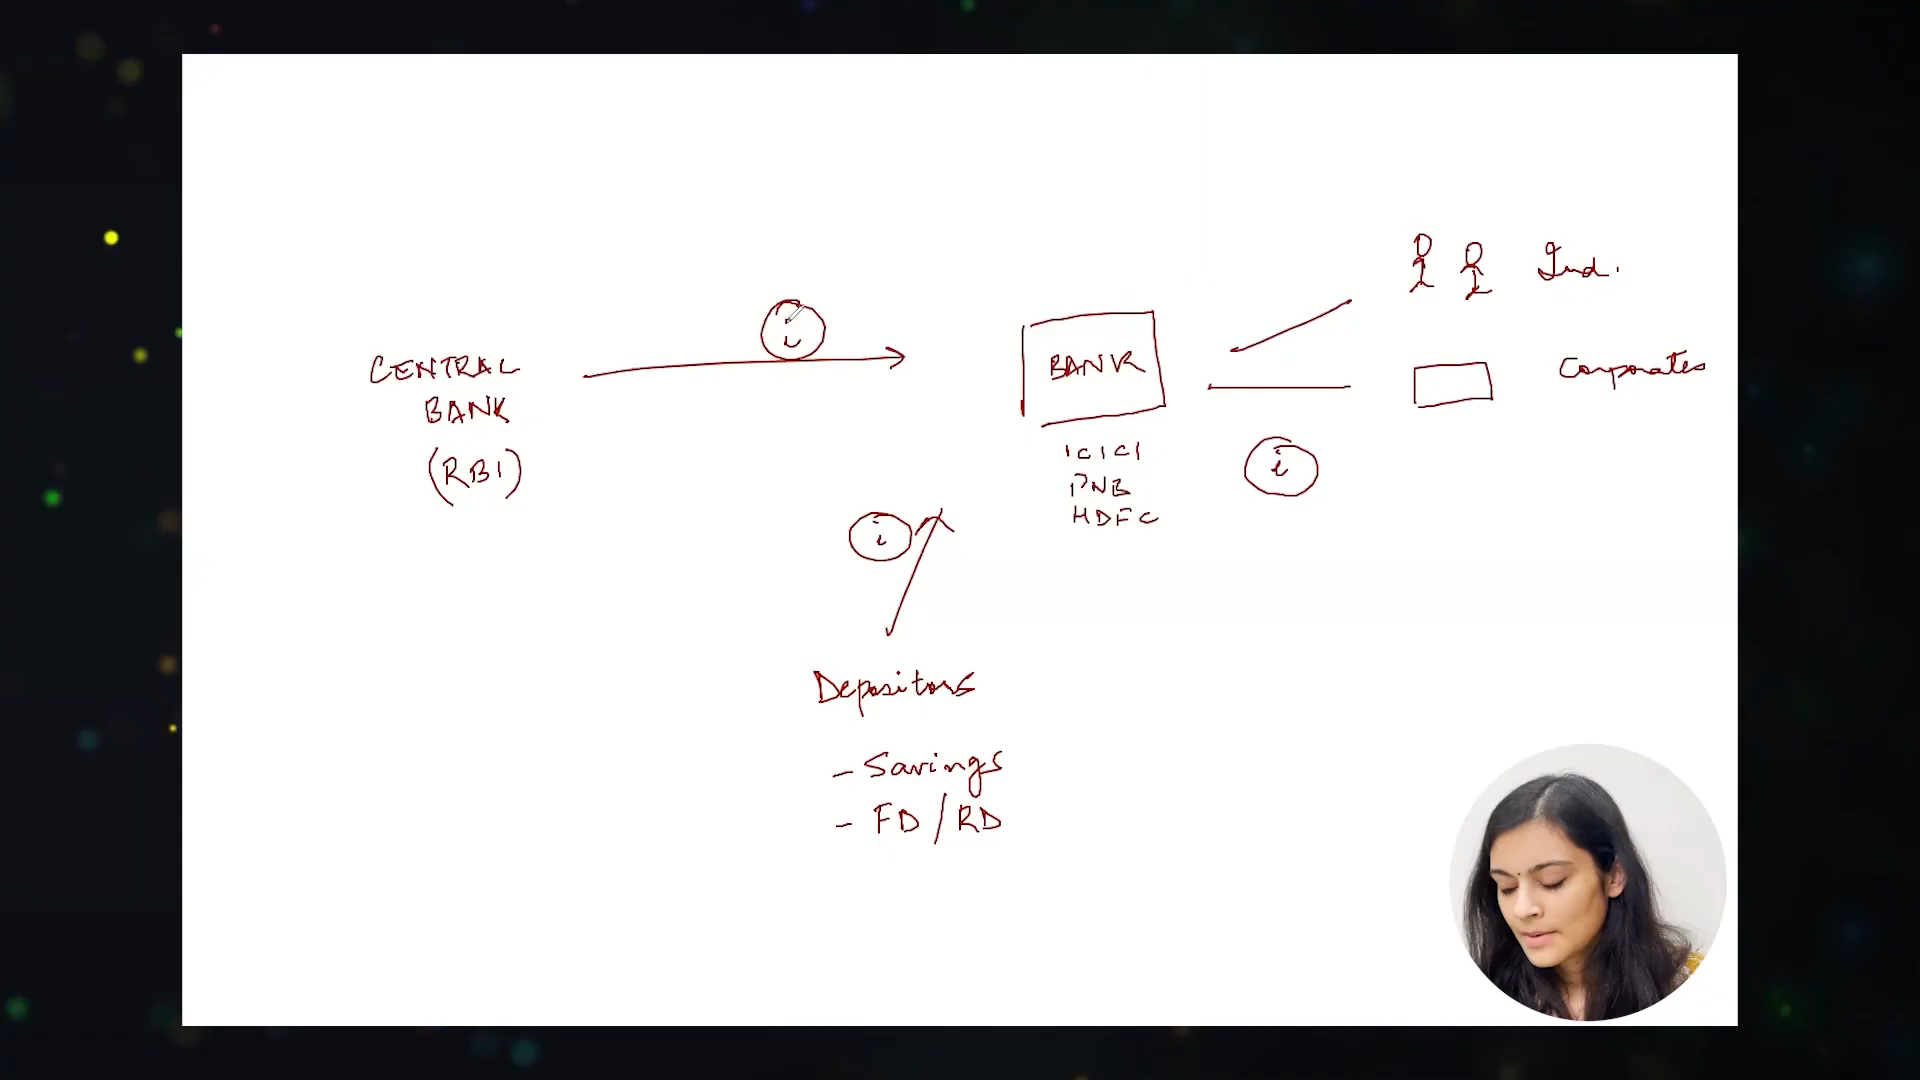 Ind.
i
CENTRAL
BANK
(RBI)
BANK
Corporates
ICICI
PNB
HDFC
i
i
Depositors
- Savings
- FD/RD